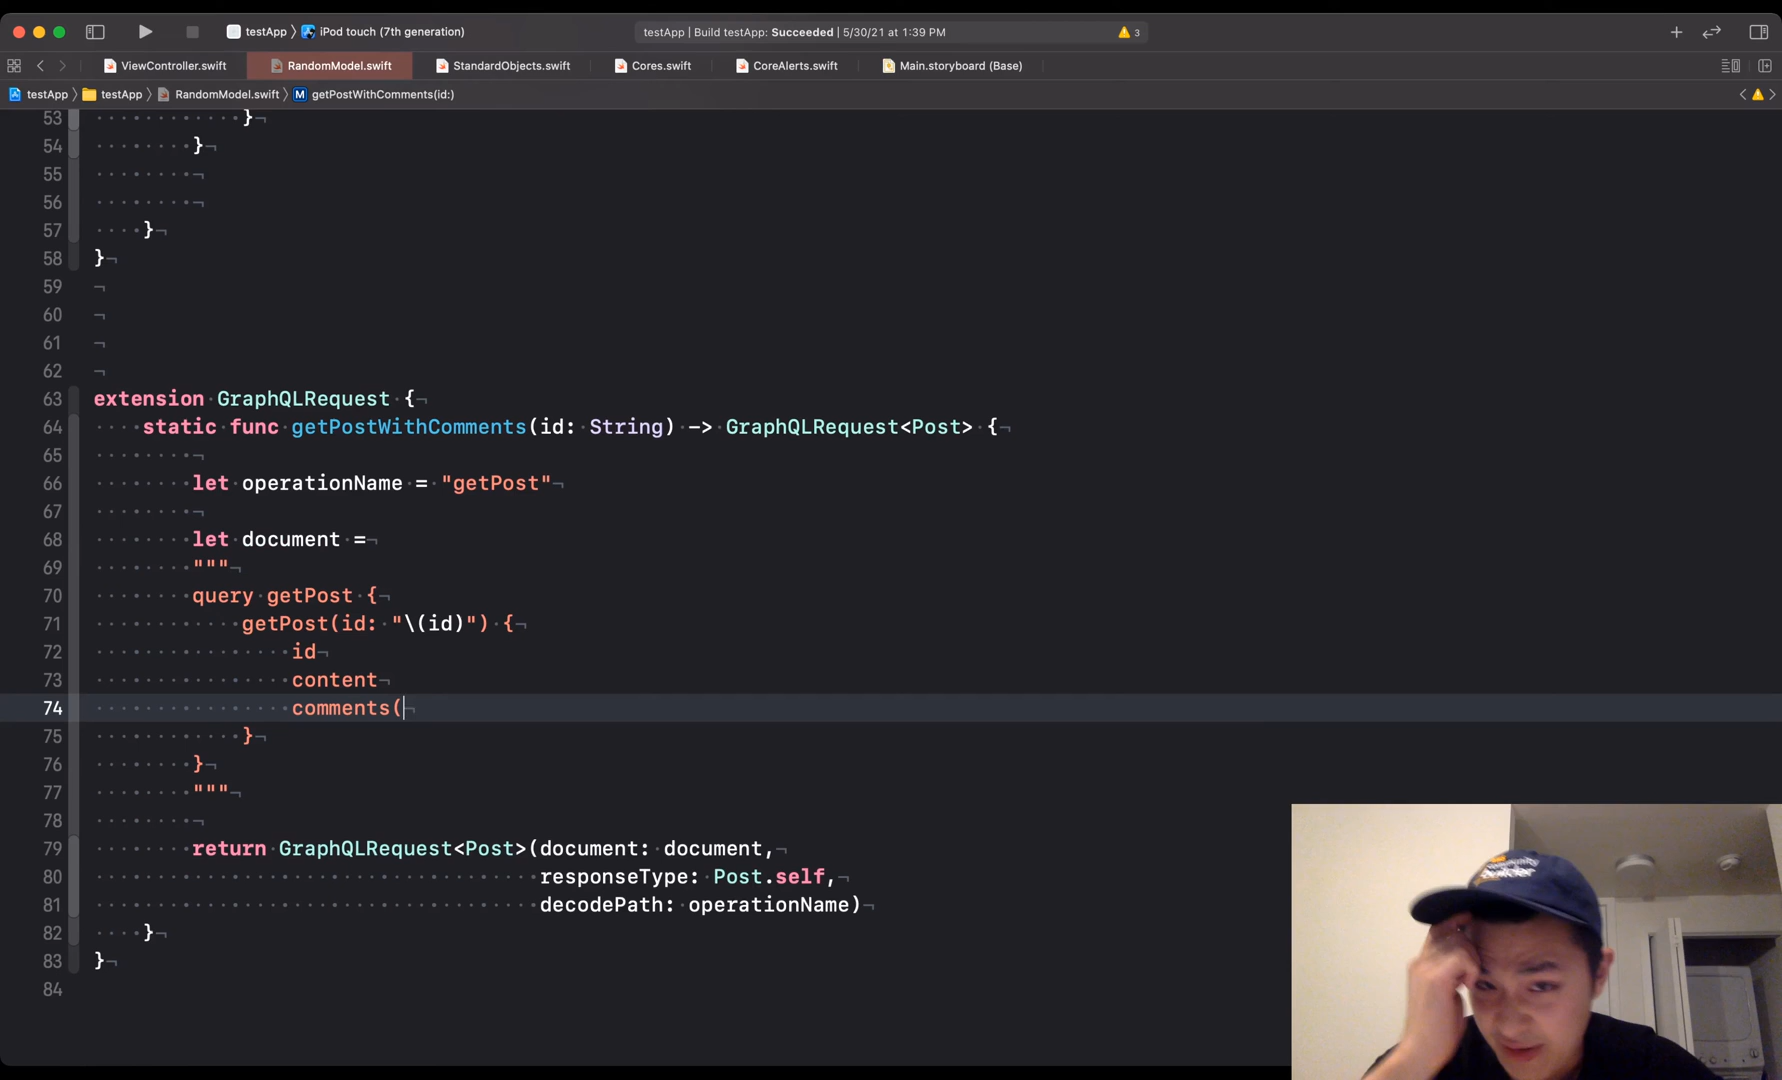 testApp 〉 iPod touch (7th generation)
testApp | Build testApp: Succeeded | 5/30/21 at 1:39 PM
3
ViewController.swift
RandomModel.swift
StandardObjects.swift
Cores.swift
CoreAlerts.swift
Main.storyboard (Base)
testApp 〉 testApp 〉 RandomModel.swift 〉 M getPostWithComments(id:)
53 }
54 }
55
56
57 }
58 }
59
60
61
62
63 extension GraphQLRequest {
64 static func getPostWithComments(id: String) -> GraphQLRequest<Post> {
65
66 let operationName = "getPost"
67
68 let document =
69 """
70 query getPost {
71 getPost(id: "\(id)") {
72 id
73 content
74 comments(
75 }
76 }
77 """
78
79 return GraphQLRequest<Post>(document: document,
80 responseType: Post.self,
81 decodePath: operationName)
82 }
83 }
84
builder